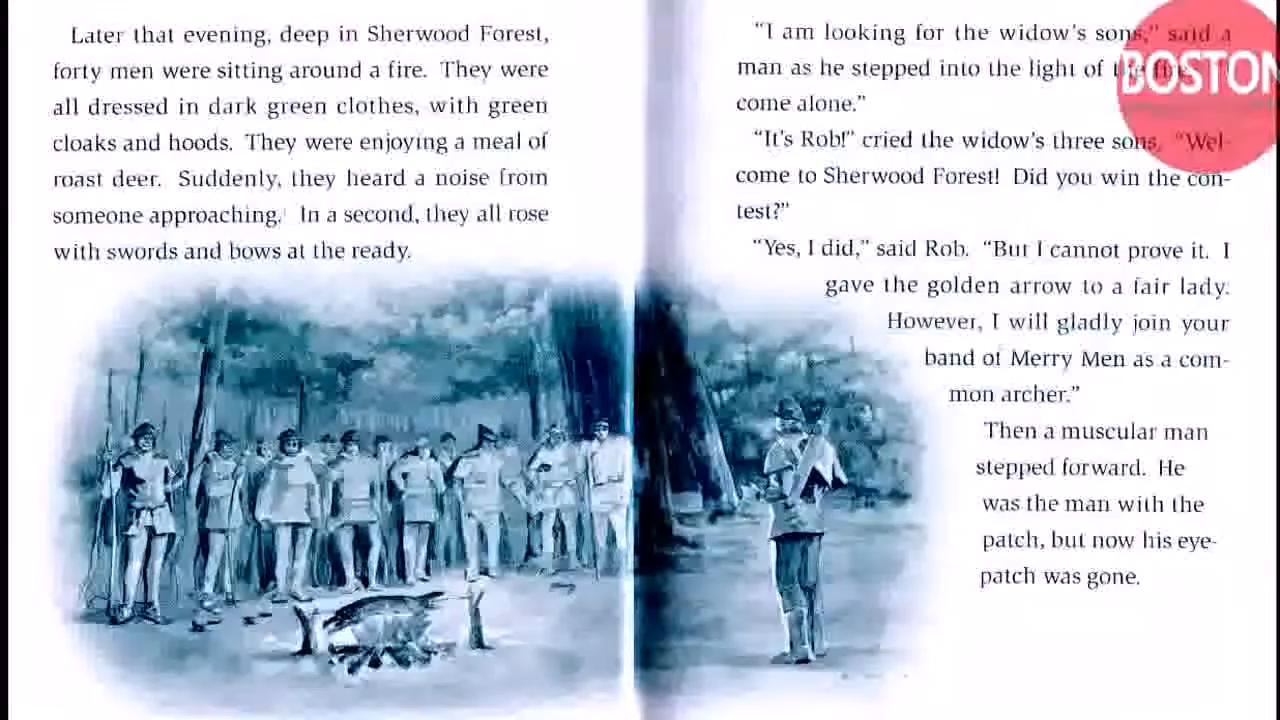 Later that evening, deep in Sherwood Forest,
forty men were sitting around a fire. They were
all dressed in dark green clothes, with green
cloaks and hoods. They were enjoying a meal of
roast deer. Suddenly, they heard a noise from
someone approaching. In a second, they all rose
with swords and bows at the ready.
“I am looking for the widow’s sons,” said a
man as he stepped into the light of the fire.
come alone.”
“It’s Rob!” cried the widow’s three sons. “Wel-
come to Sherwood Forest! Did you win the con-
test?”
“Yes, I did,” said Rob. “But I cannot prove it. I
gave the golden arrow to a fair lady.
However, I will gladly join your
band of Merry Men as a com-
mon archer.”
Then a muscular man
stepped forward. He
was the man with the
patch, but now his eye-
patch was gone.
BOSTON